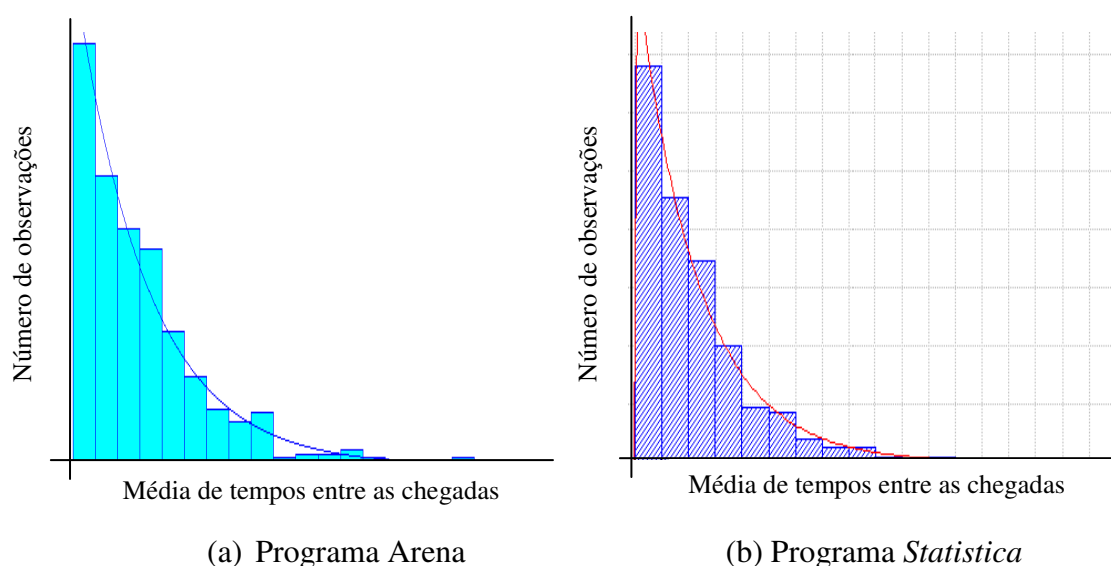 Número de observações
Média de tempos entre as chegadas
(a) Programa Arena
Número de observações
Média de tempos entre as chegadas
(b) Programa Statistica